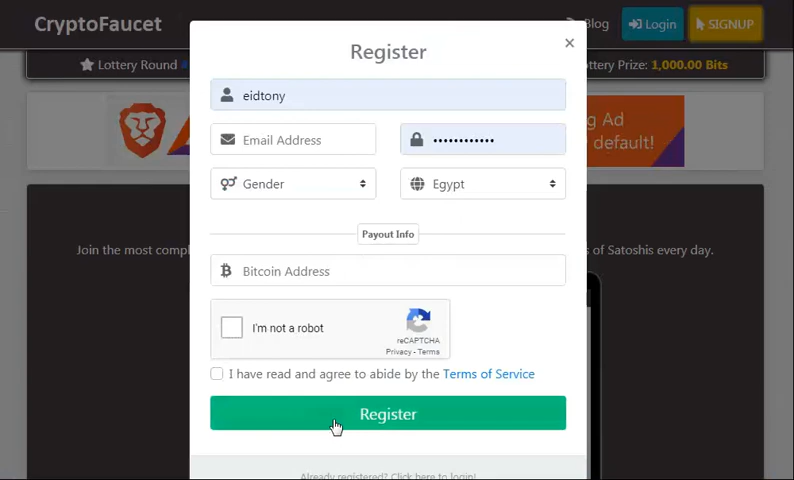 CryptoFaucet
Blog
Login
SIGNUP
Register
×
Lottery Round
ttery Prize: 1,000.00 Bits
eidtony
Email Address
••••••••••••
g Ad
default!
Gender
Egypt
Payout Info
Join the most compl
s of Satoshis every day.
Bitcoin Address
I'm not a robot
reCAPTCHA
Privacy - Terms
I have read and agree to abide by the Terms of Service
Register
Already registered? Click here to login!